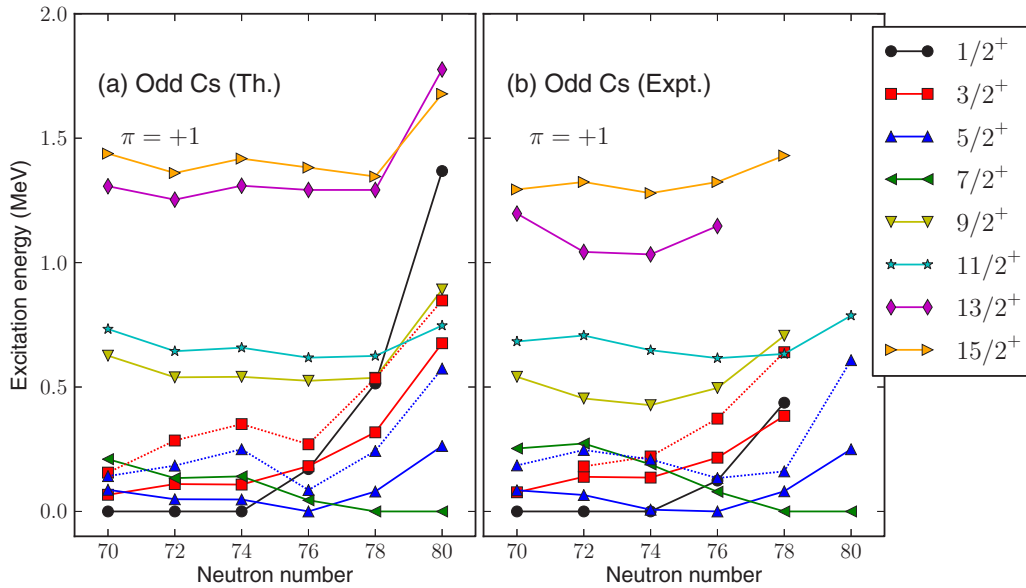 2.0
1.5
1.0
0.5
0.0
Excitation energy (MeV)
(a) Odd Cs (Th.)
π = +1
70 72 74 76 78 80
Neutron number
(b) Odd Cs (Expt.)
π = +1
70 72 74 76 78 80
Neutron number
1/2⁺
3/2⁺
5/2⁺
7/2⁺
9/2⁺
11/2⁺
13/2⁺
15/2⁺